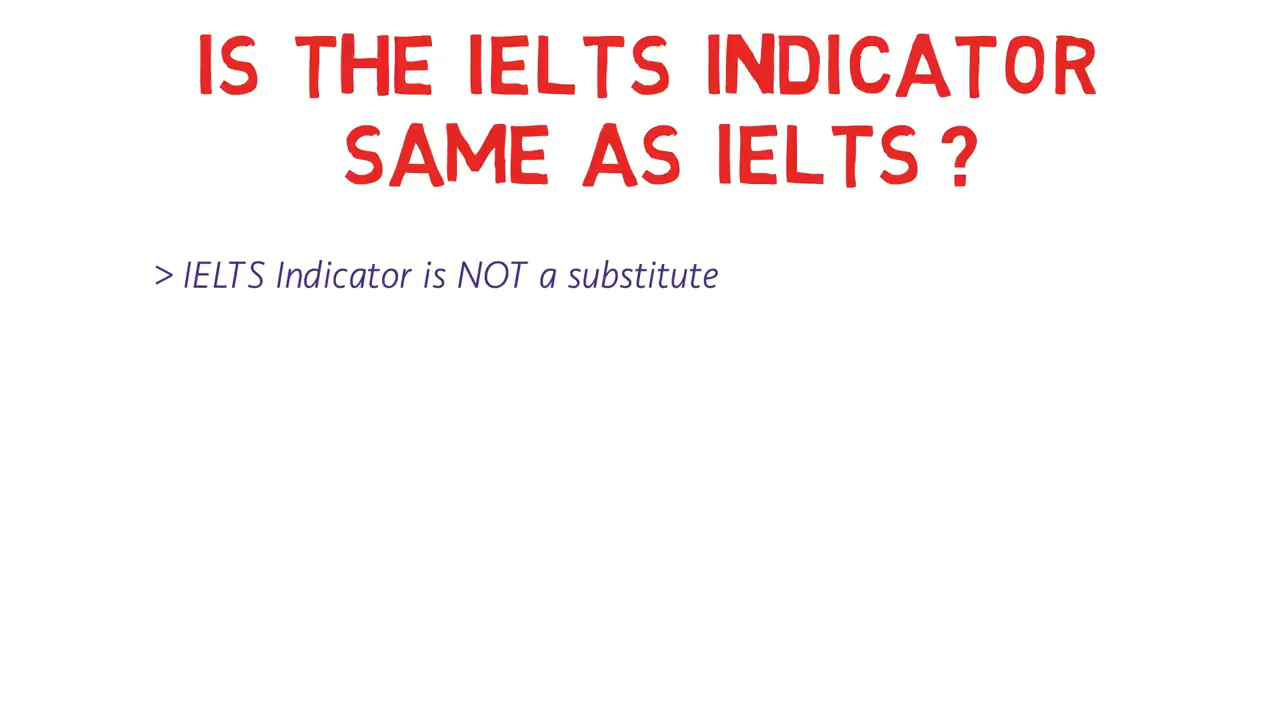 IS THE IELTS INDICATOR
SAME AS IELTS ?
> IELTS Indicator is NOT a substitute